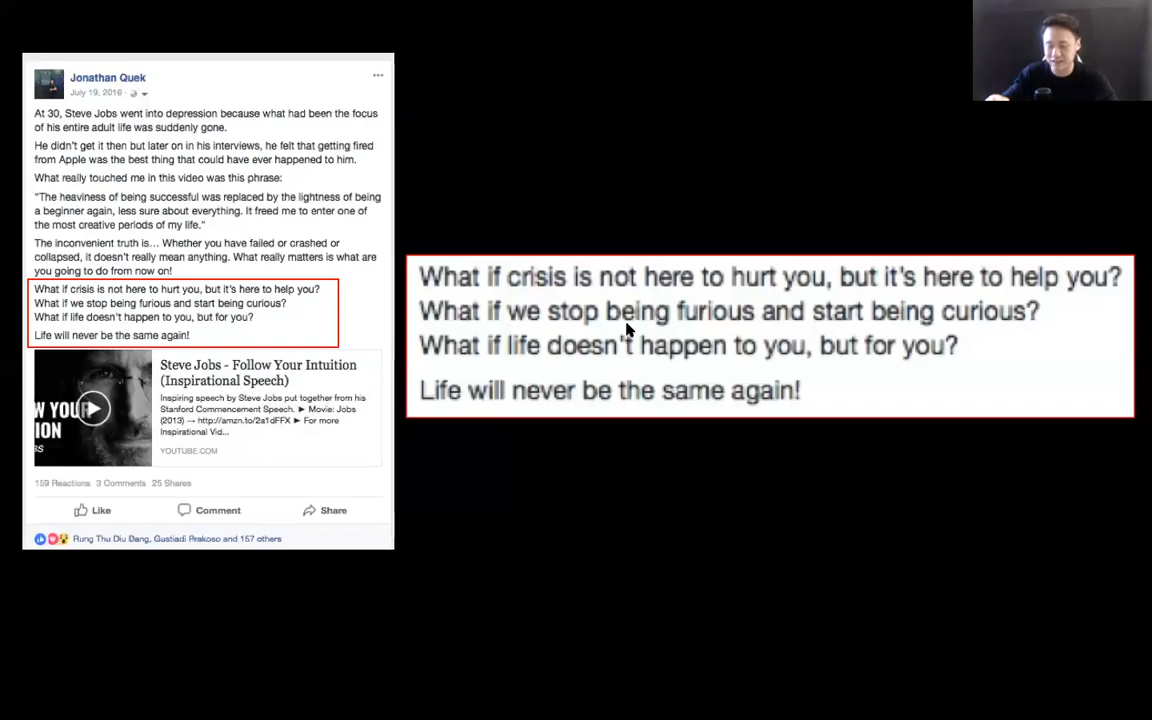 Jonathan Quek
July 19, 2016
At 30, Steve Jobs went into depression because what had been the focus
of his entire adult life was suddenly gone.
He didn't get it then but later on in his interviews, he felt that getting fired
from Apple was the best thing that could have ever happened to him.
What really touched me in this video was this phrase:
"The heaviness of being successful was replaced by the lightness of being
a beginner again, less sure about everything. It freed me to enter one of
the most creative periods of my life."
The inconvenient truth is... Whether you have failed or crashed or
collapsed, it doesn't really mean anything. What really matters is what are
you going to do from now on!
What if crisis is not here to hurt you, but it's here to help you?
What if we stop being furious and start being curious?
What if life doesn't happen to you, but for you?
Life will never be the same again!
W YOUR
ION
SS
Steve Jobs - Follow Your Intuition
(Inspirational Speech)
Inspiring speech by Steve Jobs put together from his
Stanford Commencement Speech. ► Movie: Jobs
(2013) → http://amzn.to/2a1dFFX ► For more
Inspirational Vid...
YOUTUBE.COM
159 Reactions 3 Comments 25 Shares
Like Comment Share
Rung Thu Diu Dang, Gustiadi Prakoso and 157 others
What if crisis is not here to hurt you, but it's here to help you?
What if we stop being furious and start being curious?
What if life doesn't happen to you, but for you?
Life will never be the same again!